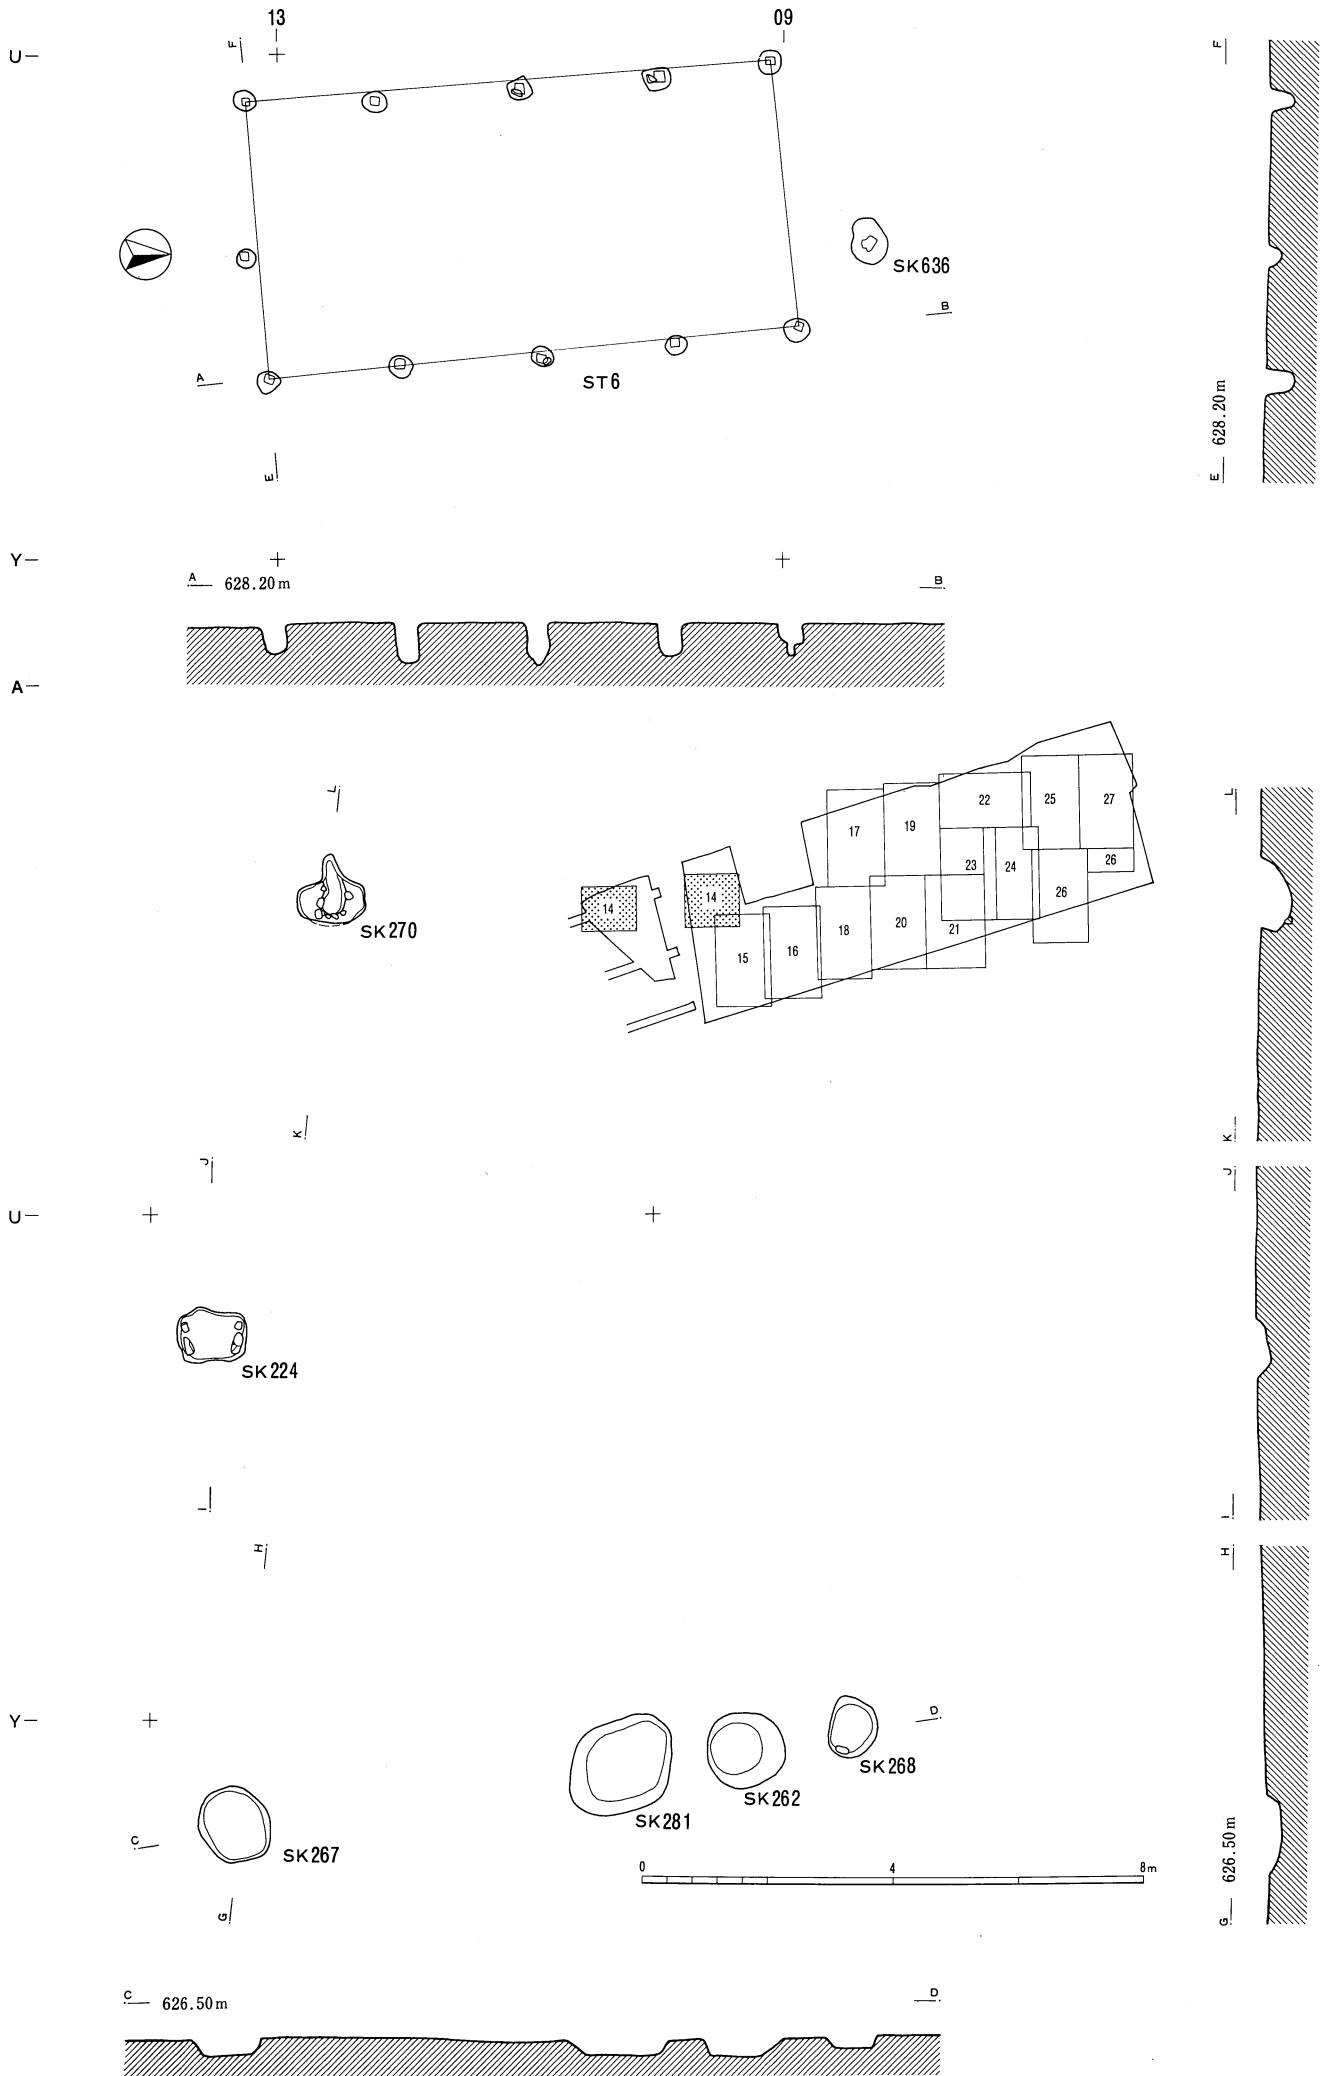 13 09
F F
U
SK636
B
A
ST6
E
E 628.20m
Y
A 628.20m B
A
L L
22 25 27
17 19
23 24 26
14 14 26
18 20 21
15 16
SK270
K K
J J
U
SK224
I I
H H
Y
D
SK268
SK262
SK281
C
SK267
0 4 8m
G
G 626.50m
C 626.50m D